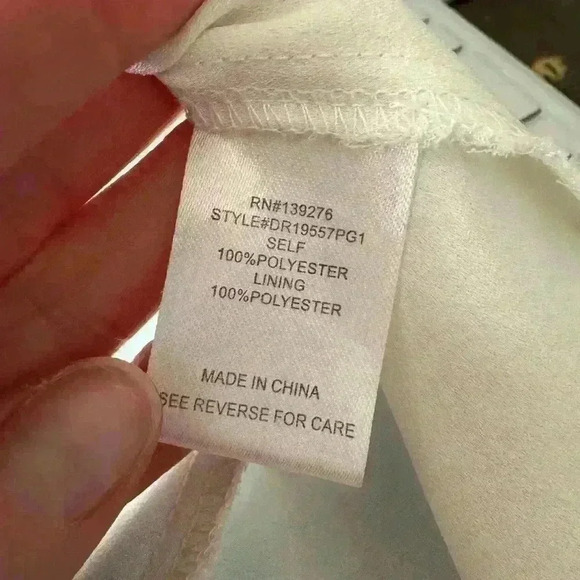 RN#139276
STYLE#DR19557PG1
SELF
100%POLYESTER
LINING
100%POLYESTER
MADE IN CHINA
SEE REVERSE FOR CARE